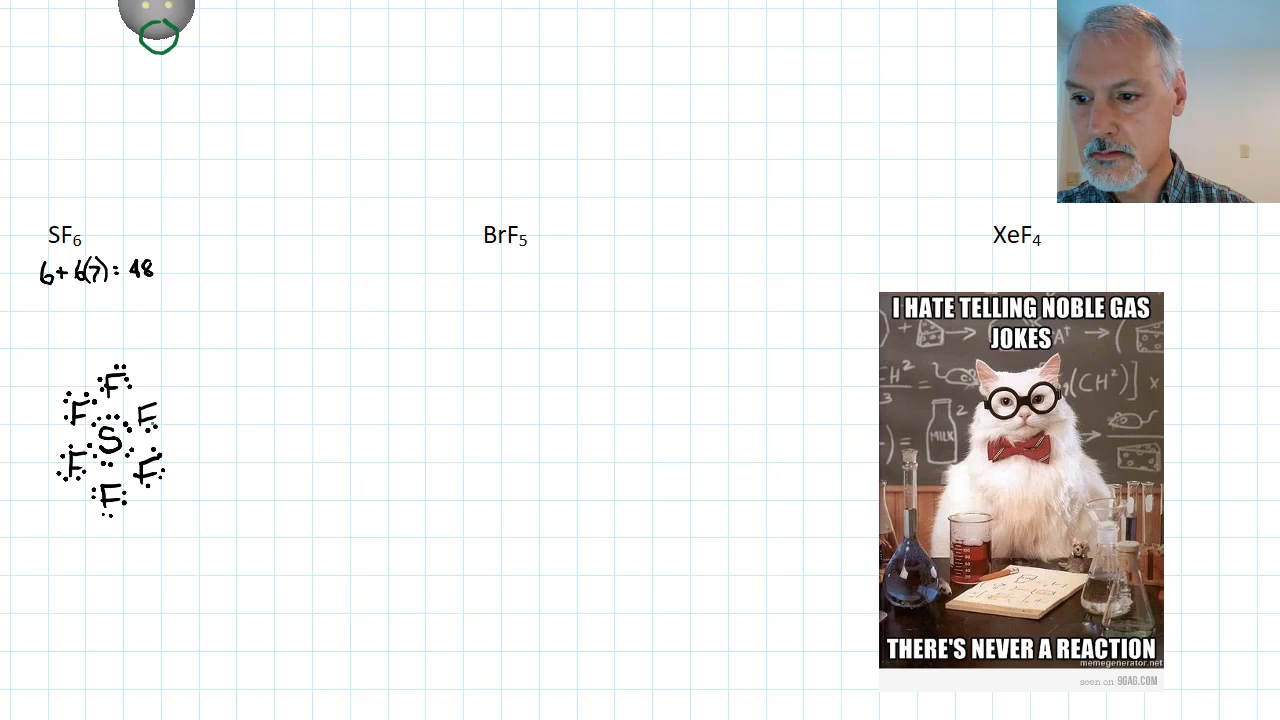 SF₆
6+6(7)=48
F
F
F
S
F
F
F
BrF₅
XeF₄
I HATE TELLING NOBLE GAS
JOKES
MILK
THERE'S NEVER A REACTION
memegenerator.net
seen on 9GAG.COM